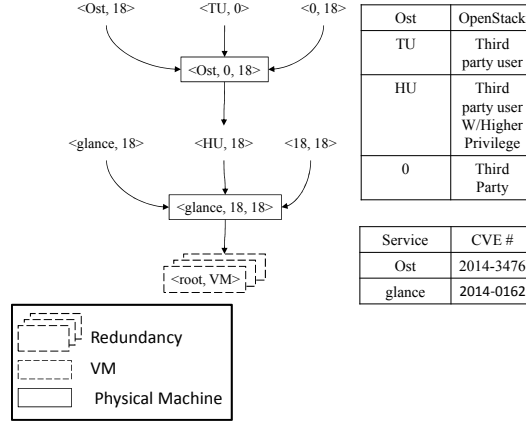 <Ost, 18>
<TU, 0>
<0, 18>
<Ost, 0, 18>
<glance, 18>
<HU, 18>
<18, 18>
<glance, 18, 18>
<root, VM>
Redundancy
VM
Physical Machine
Ost OpenStack
TU Third
party user
HU Third
party user
W/Higher
Privilege
0 Third
Party
Service CVE #
Ost 2014-3476
glance 2014-0162